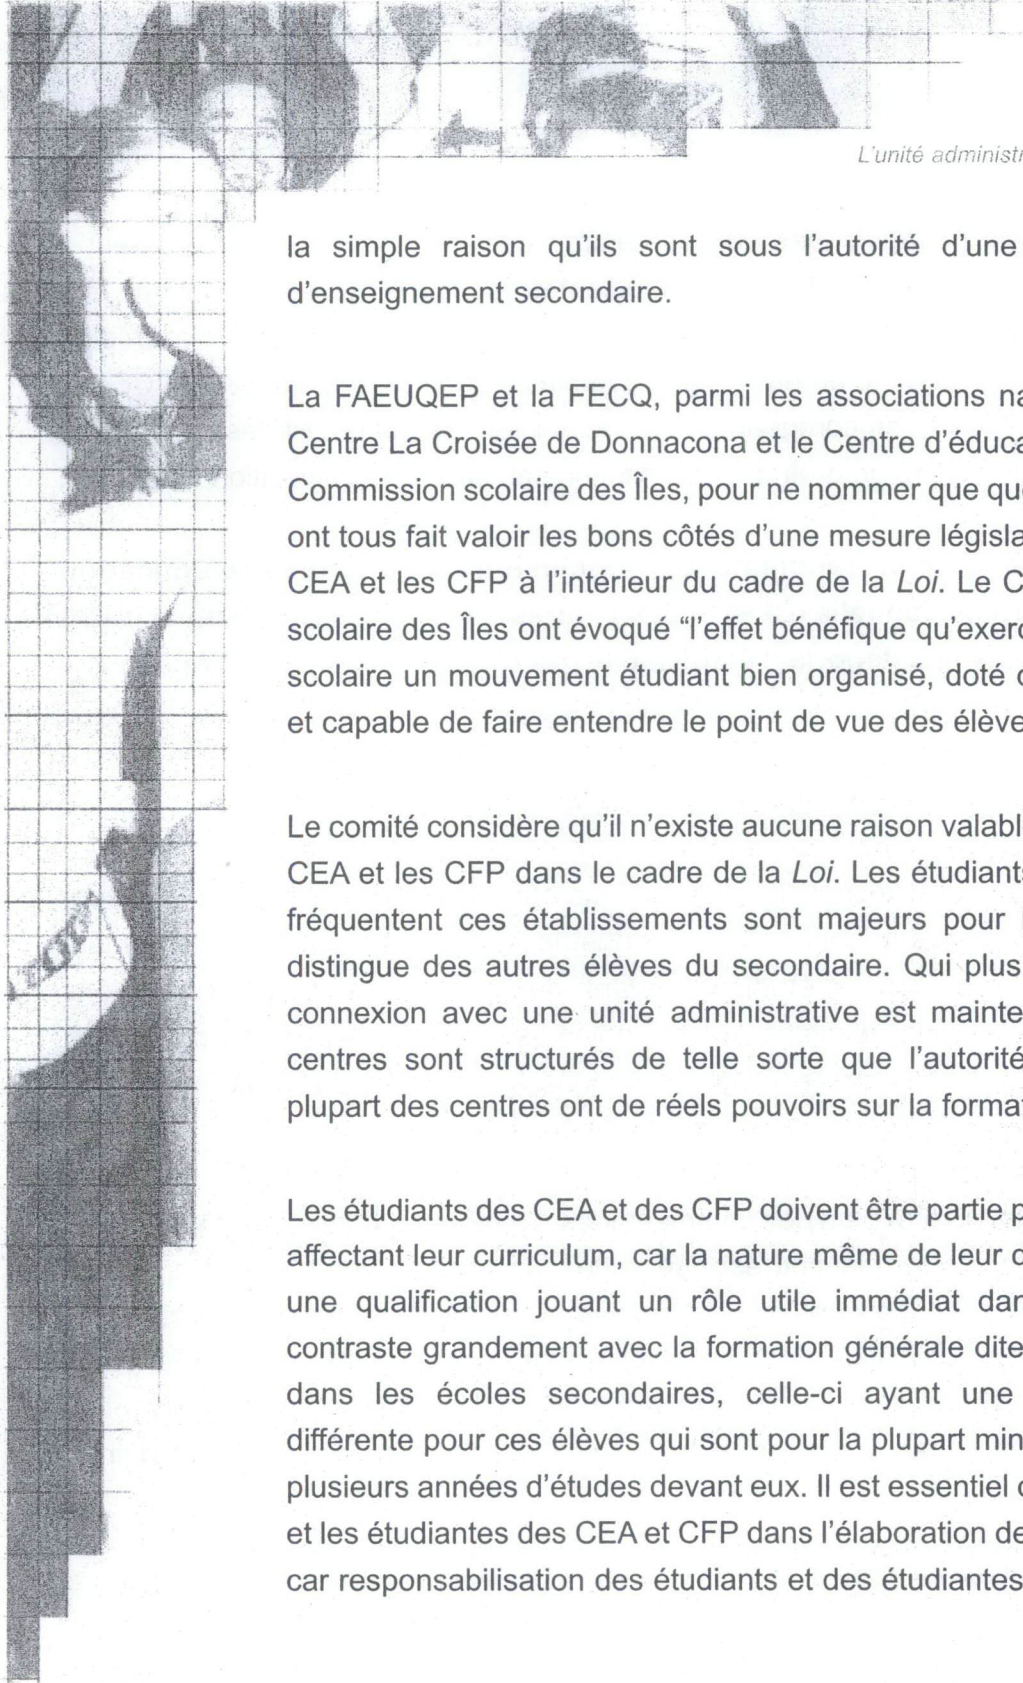 L'unité administr
la simple raison qu'ils sont sous l'autorité d'une
d'enseignement secondaire.
La FAEUQEP et la FECQ, parmi les associations na
Centre La Croisée de Donnacona et le Centre d'éduca
Commission scolaire des Îles, pour ne nommer que qu
ont tous fait valoir les bons côtés d'une mesure législa
CEA et les CFP à l'intérieur du cadre de la Loi. Le C
scolaire des Îles ont évoqué “l'effet bénéfique qu'exer
scolaire un mouvement étudiant bien organisé, doté
et capable de faire entendre le point de vue des élève
Le comité considère qu'il n'existe aucune raison valabl
CEA et les CFP dans le cadre de la Loi. Les étudiants
fréquentent ces établissements sont majeurs pour
distingue des autres élèves du secondaire. Qui plus
connexion avec une unité administrative est mainte
centres sont structurés de telle sorte que l'autorité
plupart des centres ont de réels pouvoirs sur la forma
Les étudiants des CEA et des CFP doivent être partie p
affectant leur curriculum, car la nature même de leur
une qualification jouant un rôle utile immédiat dan
contraste grandement avec la formation générale dite
dans les écoles secondaires, celle-ci ayant une
différente pour ces élèves qui sont pour la plupart min
plusieurs années d'études devant eux. Il est essentiel
et les étudiantes des CEA et CFP dans l'élaboration de
car responsabilisation des étudiants et des étudiantes